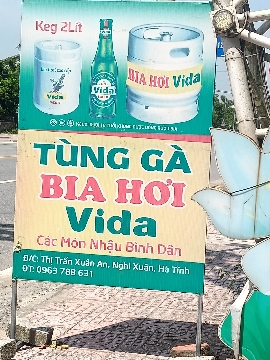 Keg 2Lít
Vida
Vida
BIA HƠI Vida
TÙNG GÀ
BIA HƠI
Vida
Các Món Nhậu Bình Dân
Đ/C: Thị Trấn Xuân An, Nghi Xuân, Hà Tĩnh
ĐT: 0963 788 631